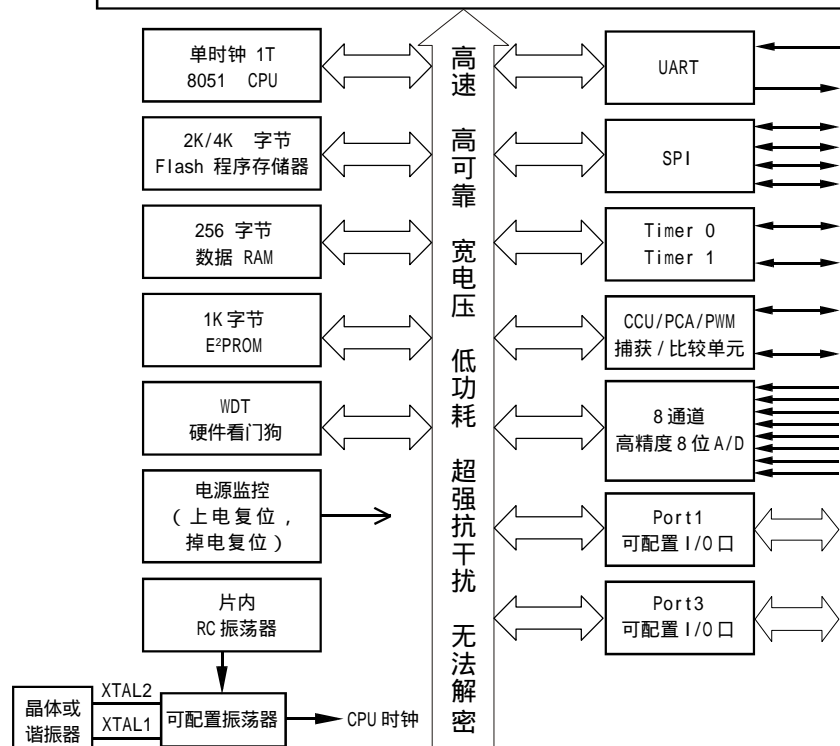 单时钟 1T
8051 CPU
2K/4K 字节
Flash 程序存储器
256 字节
数据 RAM
1K 字节
E²PROM
WDT
硬件看门狗
电源监控
(上电复位,
掉电复位)
片内
RC 振荡器
晶体或
谐振器
XTAL2
XTAL1
可配置振荡器
CPU 时钟
高速 高可靠 宽电压 低功耗 超强抗干扰 无法解密
UART
SPI
Timer 0
Timer 1
CCU/PCA/PWM
捕获/比较单元
8 通道
高精度 8 位 A/D
Port1
可配置 I/O 口
Port3
可配置 I/O 口